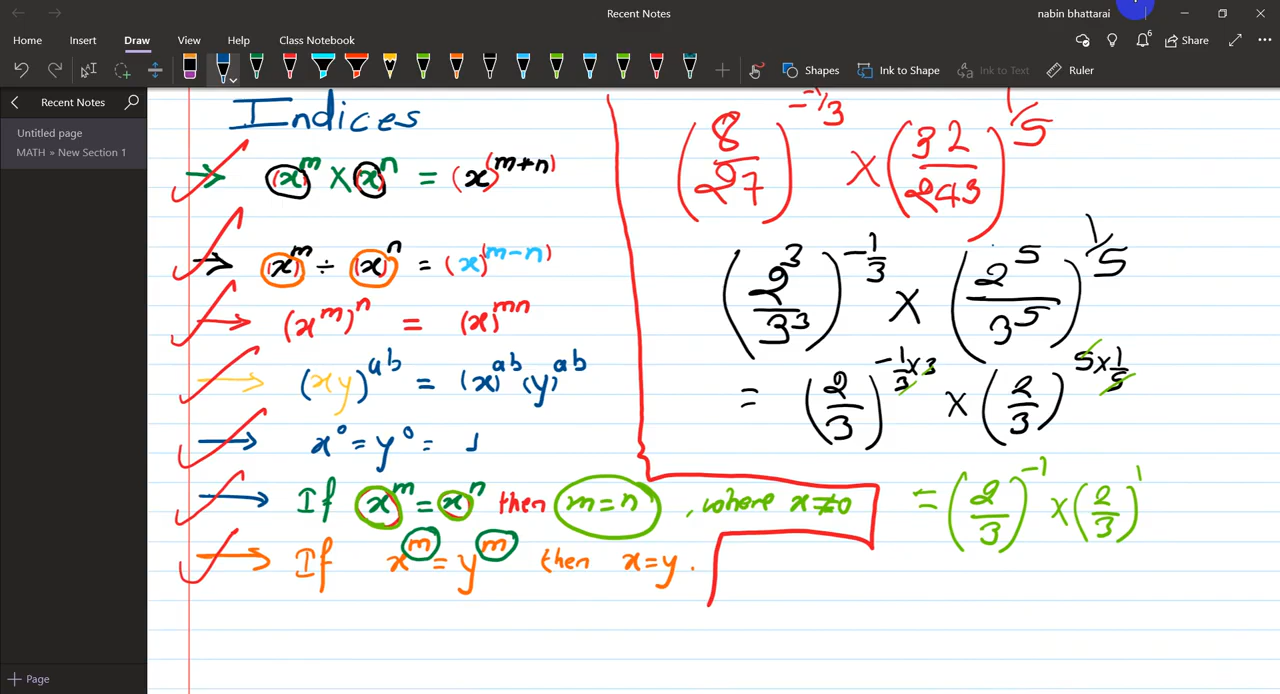 Recent Notes
nabin bhattarai
Home Insert Draw View Help Class Notebook
Share
Shapes Ink to Shape Ink to Text Ruler
Recent Notes
Untitled page
MATH » New Section 1
Page
Indices
⇒ (x)^m × (x)^n = (x)^(m+n)
⇒ (x)^m ÷ (x)^n = (x)^(m-n)
→ (x^m)^n = (x)^mn
→ (xy)^ab = (x)^ab (y)^ab
→ x^0 = y^0 = 1
→ If x^m = x^n then m=n, where x≠0
→ If x^m = y^m then x=y.
(8/27)^-1/3 × (32/243)^1/5
(2^3/3^3)^-1/3 × (2^5/3^5)^1/5
= (2/3)^-1/3×3 × (2/3)^5×1/5
= (2/3)^-1 × (2/3)^1